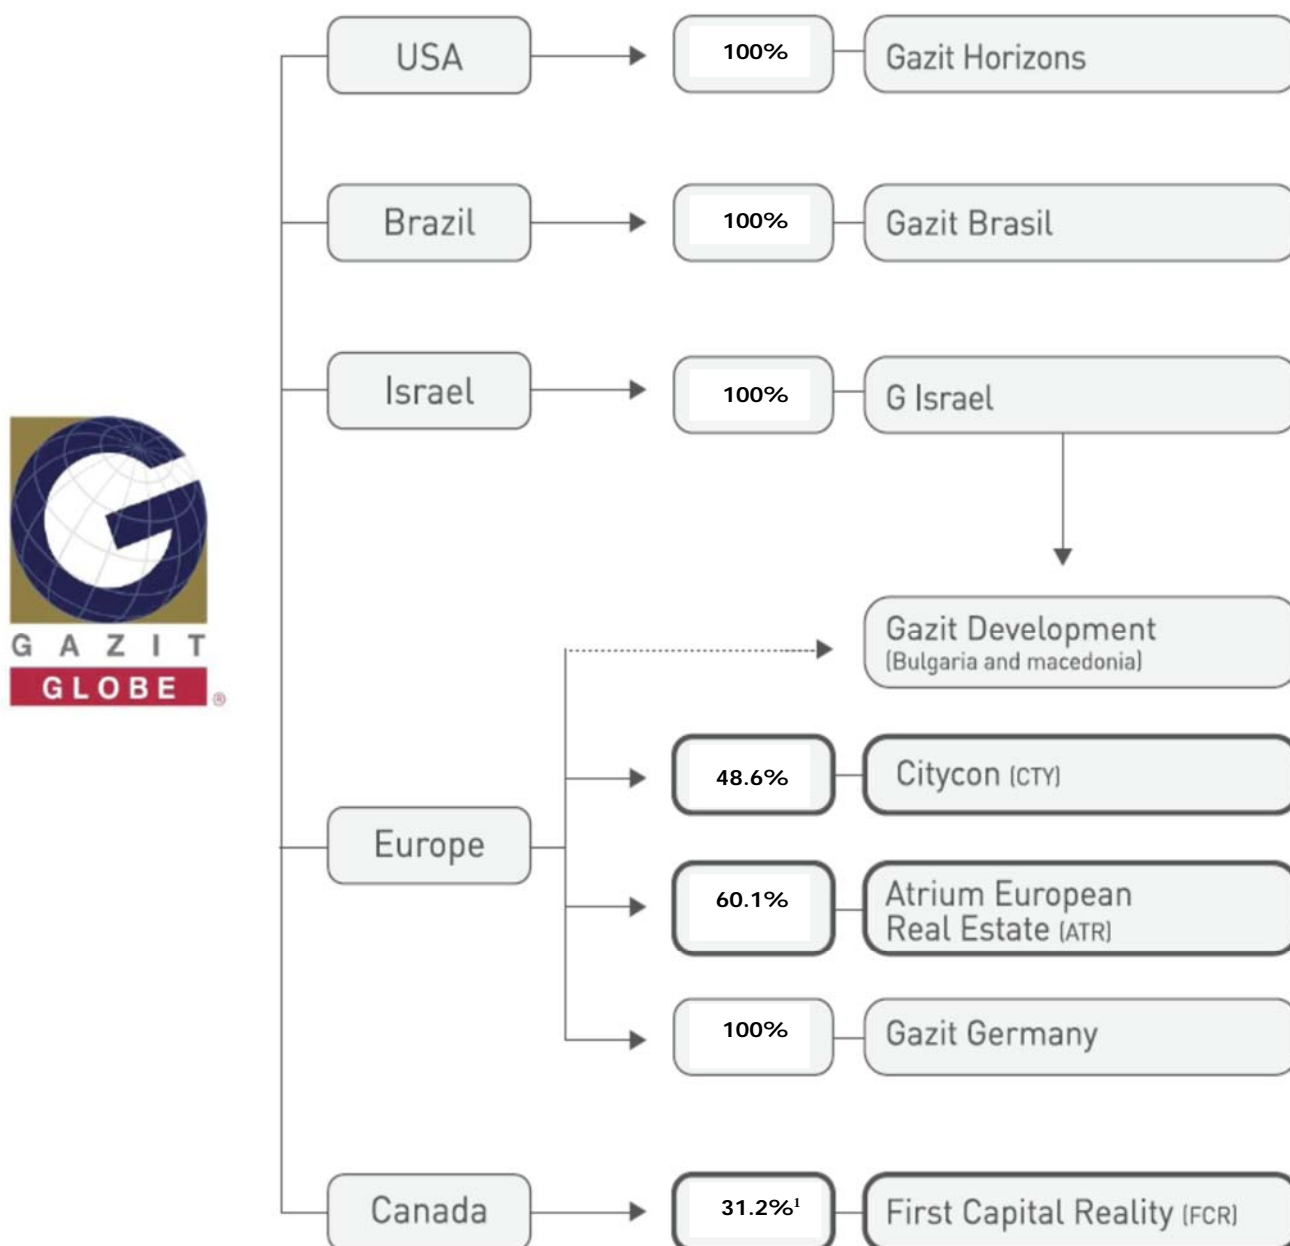 USA
100%
Gazit Horizons
Brazil
100%
Gazit Brasil
Israel
100%
G Israel
GAZIT
GLOBE ®
Gazit Development
(Bulgaria and macedonia)
48.6%
Citycon (CTY)
Europe
60.1%
Atrium European
Real Estate (ATR)
100%
Gazit Germany
Canada
31.2%¹
First Capital Reality (FCR)